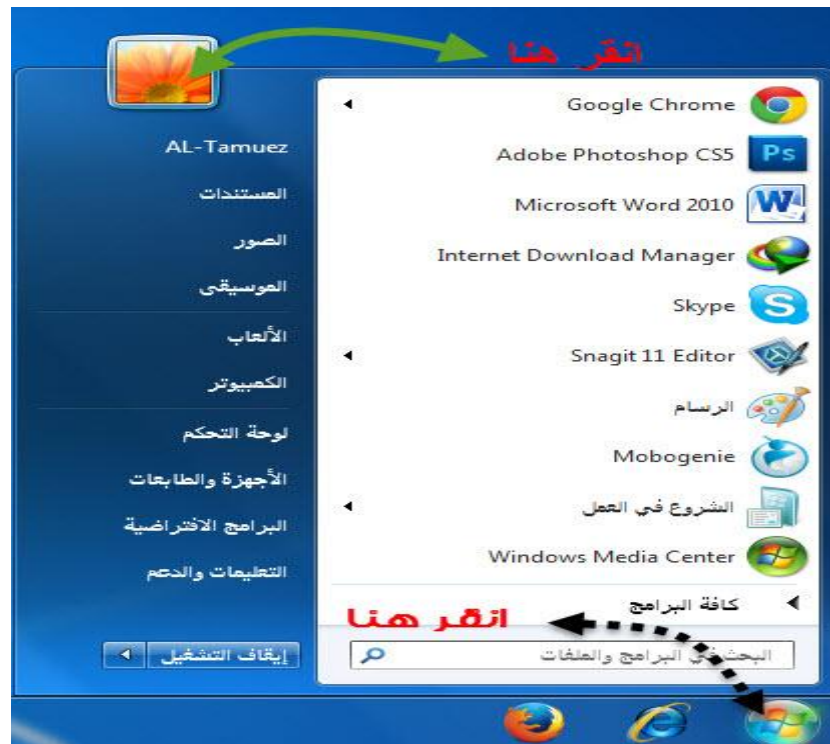 انقر هنا
Google Chrome
Adobe Photoshop CS5
Ps
Microsoft Word 2010
W
Internet Download Manager
Skype
S
Snagit 11 Editor
الرسام
Mobogenie
الشروع في العمل
Windows Media Center
كافة البرامج
انقر هنا
البحث في البرامج والملفات
AL-Tamuez
المستندات
الصور
الموسيقى
الألعاب
الكمبيوتر
لوحة التحكم
الأجهزة والطابعات
البرامج الافتراضية
التعليمات والدعم
إيقاف التشغيل